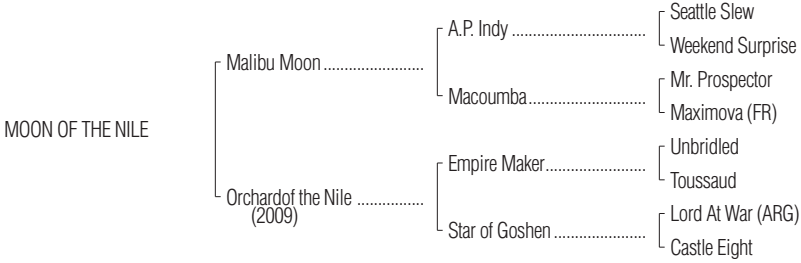 Seattle Slew
A.P. Indy ................................
Weekend Surprise
Malibu Moon ........................
Mr. Prospector
Macoumba ............................
Maximova (FR)
MOON OF THE NILE
Unbridled
Empire Maker ........................
Toussaud
Orchardof the Nile ................
(2009)
Lord At War (ARG)
Star of Goshen ......................
Castle Eight